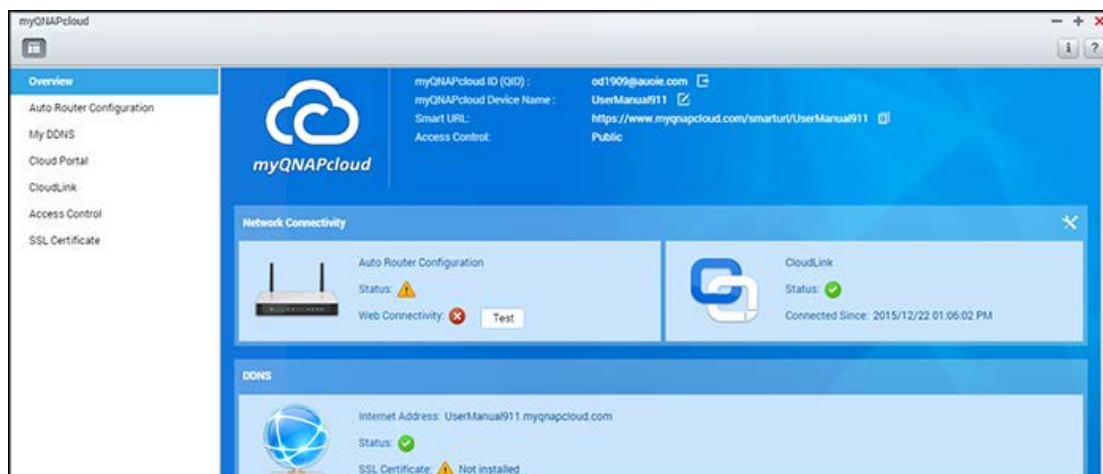 myQNAPcloud
Overview
Auto Router Configuration
My DDNS
Cloud Portal
CloudLink
Access Control
SSL Certificate
myQNAPcloud
myQNAPcloud ID (QID) : od1909@auoie.com
myQNAPcloud Device Name : UserManual911
Smart URL: https://www.myqnapcloud.com/smarturl/UserManual911
Access Control: Public
Network Connectivity
Auto Router Configuration
Status:
Web Connectivity: Test
CloudLink
Status:
Connected Since: 2015/12/22 01:06:02 PM
DDNS
Internet Address: UserManual911.myqnapcloud.com
Status:
SSL Certificate: Not installed